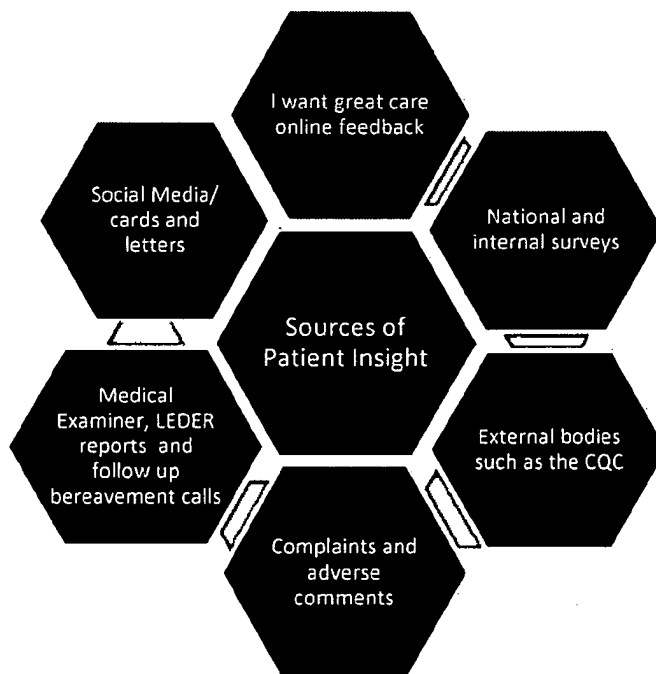 I want great care
online feedback
Social Media/
cards and
letters
National and
internal surveys
Sources of
Patient Insight
Medical
Examiner, LEDER
reports and
follow up
bereavement calls
External bodies
such as the CQC
Complaints and
adverse
comments